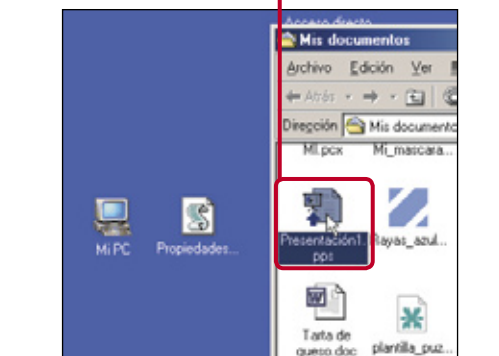 Acceso directo
Mis documentos
Archivo Edición Ver
Atrás
Dirección Mis documento
MI.pcx Mi_mascara...
Mi PC Propiedades...
Presentación1. Rayas_azul...
pps
Tarta de
queso.doc plantilla_puz...